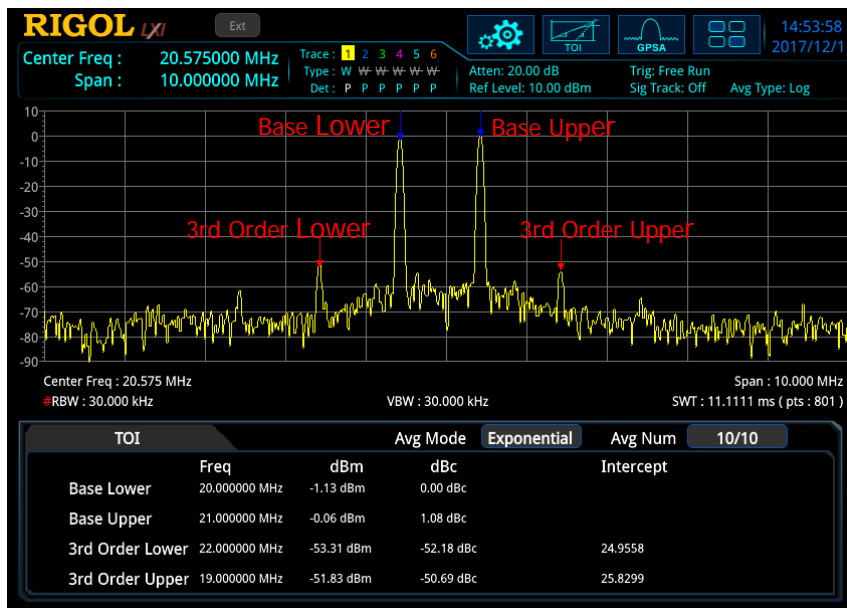 RIGOL LXI Ext TOI GPSA 14:53:58
2017/12/1
Center Freq : 20.575000 MHz
Span : 10.000000 MHz
Trace : 1 2 3 4 5 6
Type : W W W W W W
Det : P P P P P P
Atten: 20.00 dB Trig: Free Run
Ref Level: 10.00 dBm Sig Track: Off Avg Type: Log
10
0
-10
-20
-30
-40
-50
-60
-70
-80
-90
Base Lower Base Upper
3rd Order Lower 3rd Order Upper
Center Freq : 20.575 MHz Span : 10.000 MHz
#RBW : 30.000 kHz VBW : 30.000 kHz SWT : 11.1111 ms ( pts : 801 )
TOI Avg Mode Exponential Avg Num 10/10
Freq dBm dBc Intercept
Base Lower 20.000000 MHz -1.13 dBm 0.00 dBc
Base Upper 21.000000 MHz -0.06 dBm 1.08 dBc
3rd Order Lower 22.000000 MHz -53.31 dBm -52.18 dBc 24.9558
3rd Order Upper 19.000000 MHz -51.83 dBm -50.69 dBc 25.8299